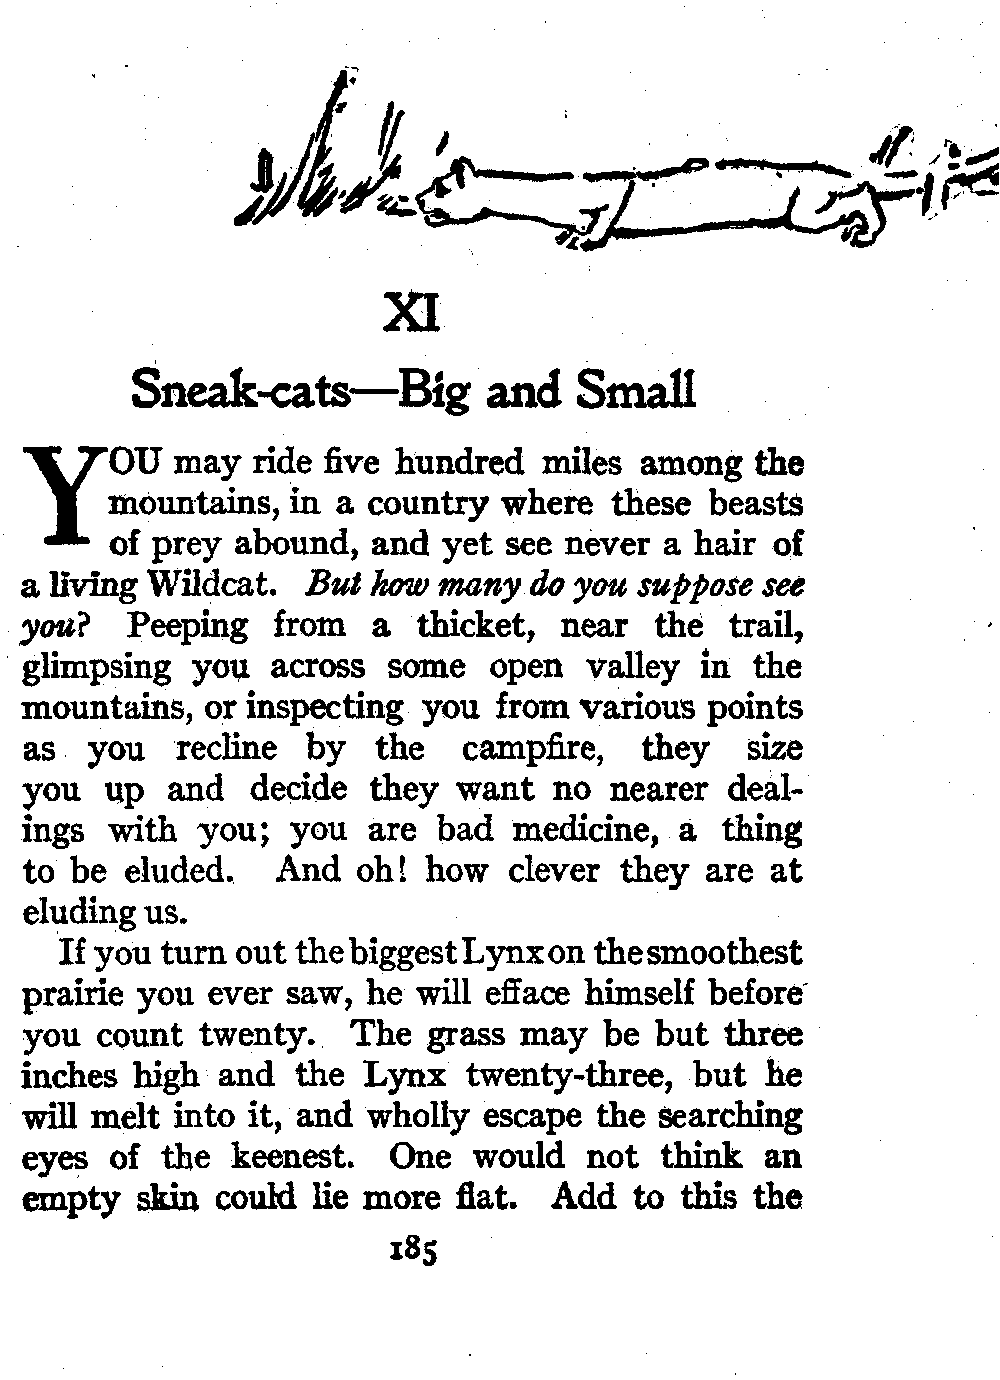 XI
Sneak-cats—Big and Small
YOU may ride five hundred miles among the
mountains, in a country where these beasts
of prey abound, and yet see never a hair of
a living Wildcat. But how many do you suppose see
you? Peeping from a thicket, near the trail,
glimpsing you across some open valley in the
mountains, or inspecting you from various points
as you recline by the campfire, they size
you up and decide they want no nearer deal-
ings with you; you are bad medicine, a thing
to be eluded. And oh! how clever they are at
eluding us.
If you turn out the biggest Lynx on the smoothest
prairie you ever saw, he will efface himself before
you count twenty. The grass may be but three
inches high and the Lynx twenty-three, but he
will melt into it, and wholly escape the searching
eyes of the keenest. One would not think an
empty skin could lie more flat. Add to this the
185